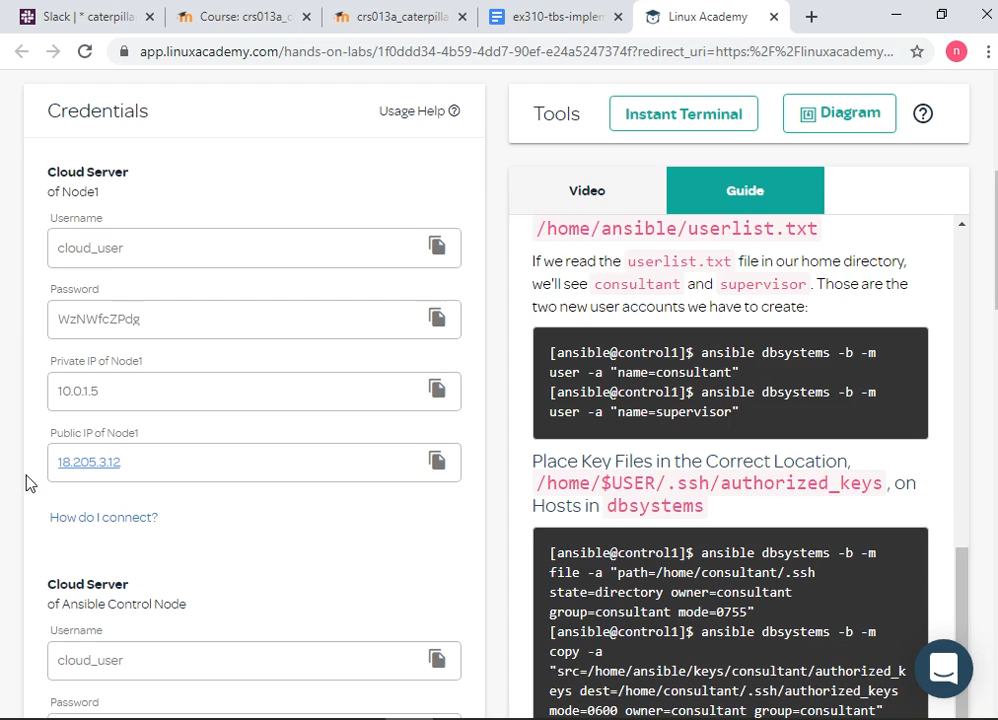 Slack | * caterpilla
Course: crs013a_c
crs013a_caterpilla
ex310-tbs-implem
Linux Academy
app.linuxacademy.com/hands-on-labs/1f0ddd34-4b59-4dd7-90ef-e24a5247374f?redirect_uri=https:%2F%2Flinuxacademy...
n
Credentials
Usage Help
Cloud Server
of Node1
Username
cloud_user
Password
WzNWfcZPdg
Private IP of Node1
10.0.1.5
Public IP of Node1
18.205.3.12
How do I connect?
Cloud Server
of Ansible Control Node
Username
cloud_user
Password
Tools
Instant Terminal
Diagram
Video
Guide
/home/ansible/userlist.txt
If we read the userlist.txt file in our home directory,
we'll see consultant and supervisor. Those are the
two new user accounts we have to create:
[ansible@control1]$ ansible dbsystems -b -m
user -a "name=consultant"
[ansible@control1]$ ansible dbsystems -b -m
user -a "name=supervisor"
Place Key Files in the Correct Location,
/home/$USER/.ssh/authorized_keys, on
Hosts in dbsystems
[ansible@control1]$ ansible dbsystems -b -m
file -a "path=/home/consultant/.ssh
state=directory owner=consultant
group=consultant mode=0755"
[ansible@control1]$ ansible dbsystems -b -m
copy -a
"src=/home/ansible/keys/consultant/authorized_k
eys dest=/home/consultant/.ssh/authorized_keys
mode=0600 owner=consultant group=consultant"